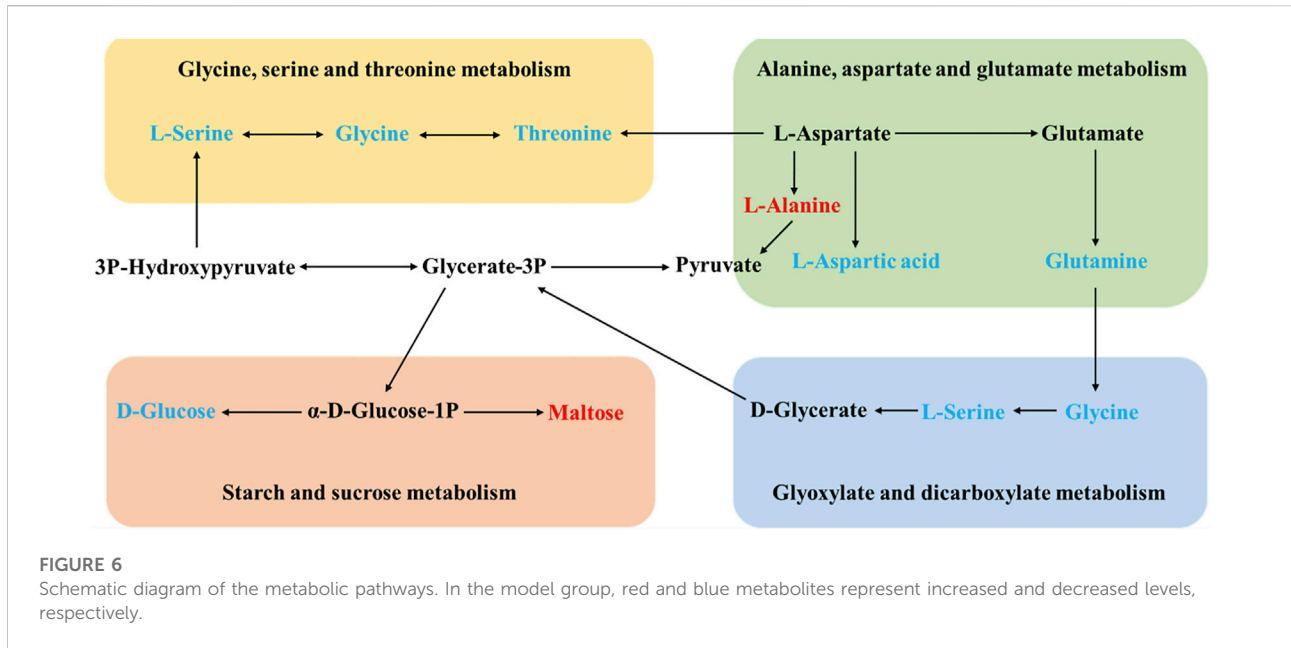 Glycine, serine and threonine metabolism
Alanine, aspartate and glutamate metabolism
L-Serine Glycine Threonine L-Aspartate Glutamate
L-Alanine
3P-Hydroxypyruvate Glycerate-3P Pyruvate L-Aspartic acid Glutamine
D-Glucose α-D-Glucose-1P Maltose D-Glycerate L-Serine Glycine
Starch and sucrose metabolism
Glyoxylate and dicarboxylate metabolism
FIGURE 6
Schematic diagram of the metabolic pathways. In the model group, red and blue metabolites represent increased and decreased levels,
respectively.